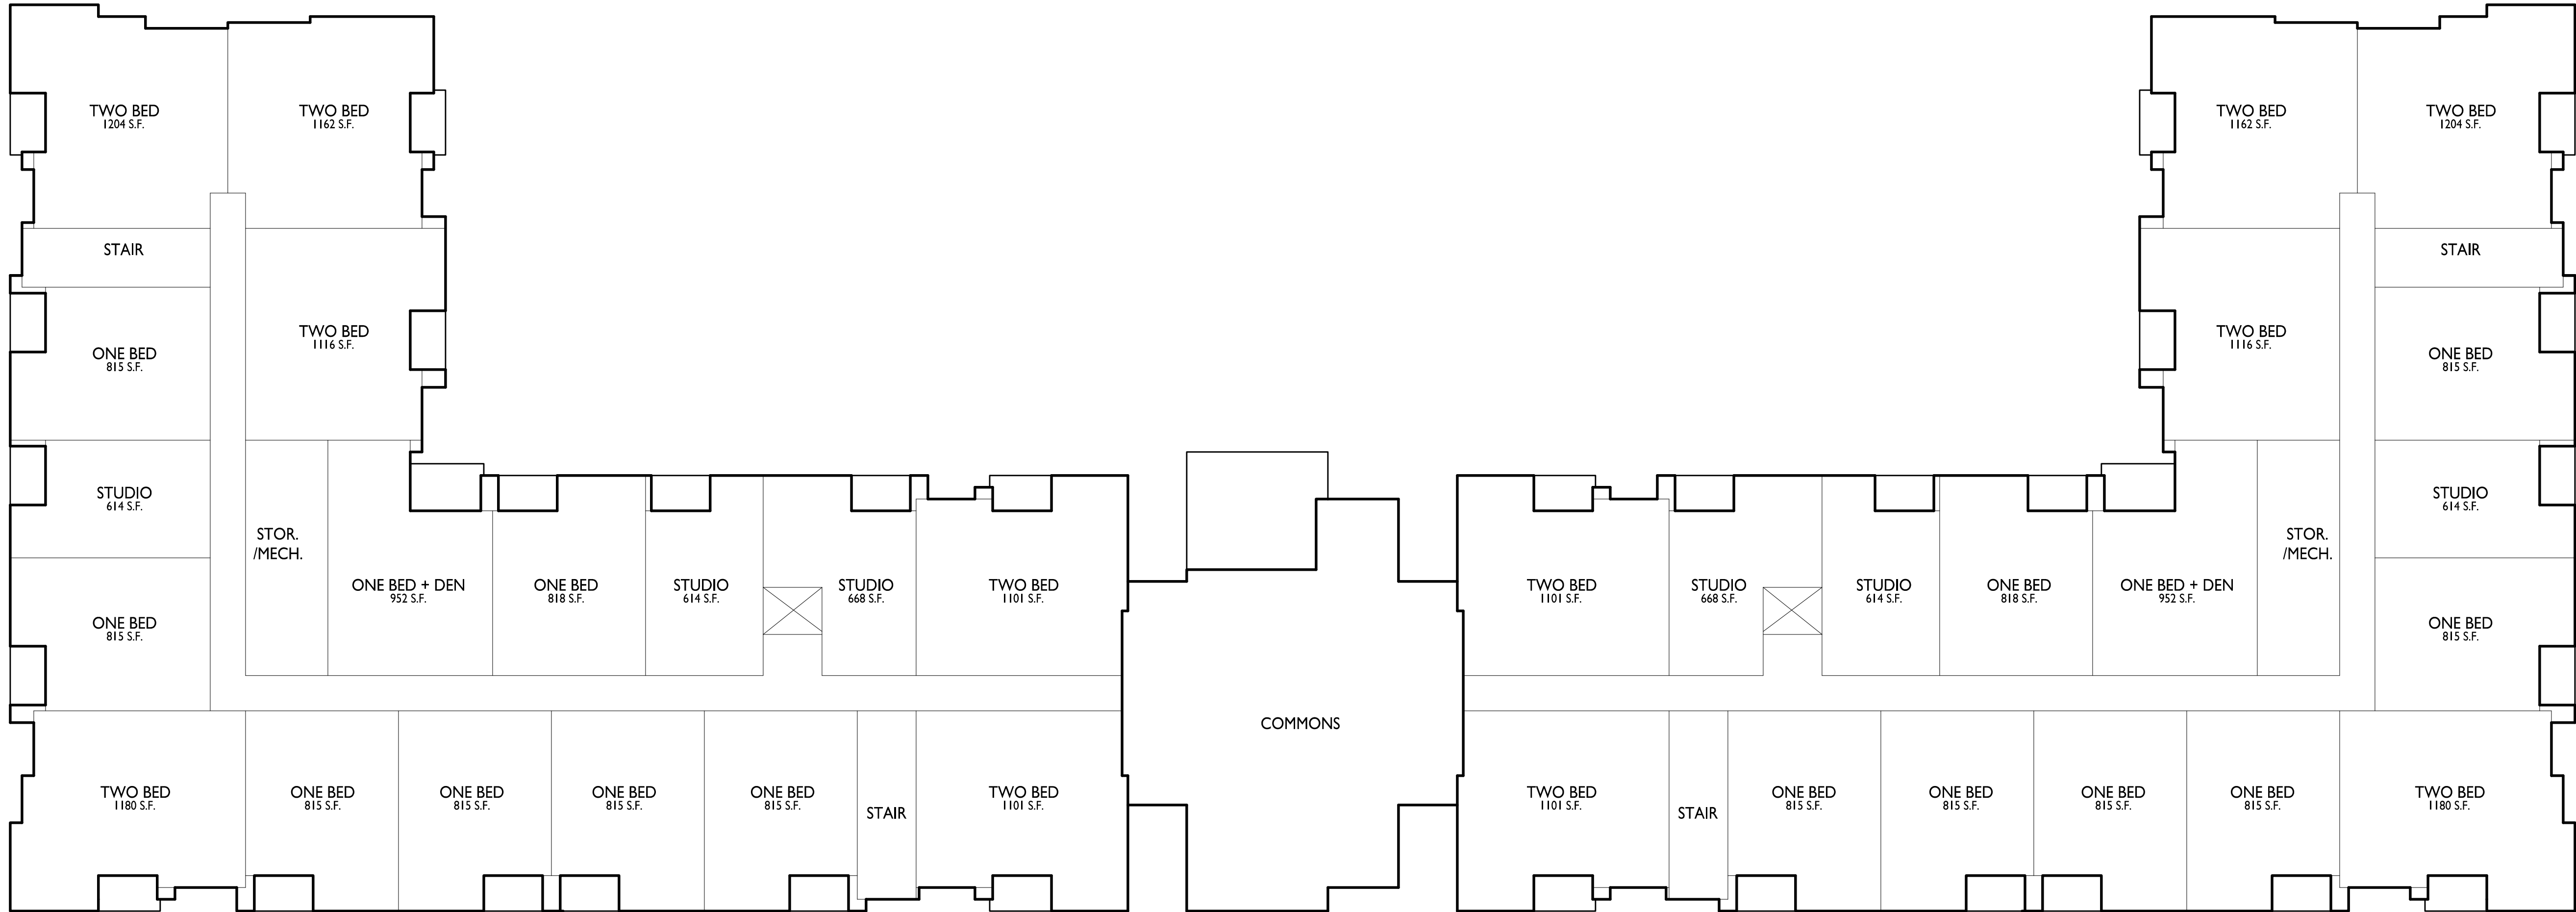 TWO BED
1204 S.F.
TWO BED
1162 S.F.
TWO BED
1162 S.F.
TWO BED
1204 S.F.
STAIR
STAIR
TWO BED
1116 S.F.
TWO BED
1116 S.F.
ONE BED
815 S.F.
ONE BED
815 S.F.
STUDIO
614 S.F.
STUDIO
614 S.F.
STOR.
/MECH.
STOR.
/MECH.
ONE BED + DEN
952 S.F.
ONE BED
818 S.F.
STUDIO
614 S.F.
STUDIO
668 S.F.
TWO BED
1101 S.F.
TWO BED
1101 S.F.
STUDIO
668 S.F.
STUDIO
614 S.F.
ONE BED
818 S.F.
ONE BED + DEN
952 S.F.
ONE BED
815 S.F.
ONE BED
815 S.F.
COMMONS
TWO BED
1180 S.F.
ONE BED
815 S.F.
ONE BED
815 S.F.
ONE BED
815 S.F.
ONE BED
815 S.F.
STAIR
TWO BED
1101 S.F.
TWO BED
1101 S.F.
STAIR
ONE BED
815 S.F.
ONE BED
815 S.F.
ONE BED
815 S.F.
ONE BED
815 S.F.
TWO BED
1180 S.F.